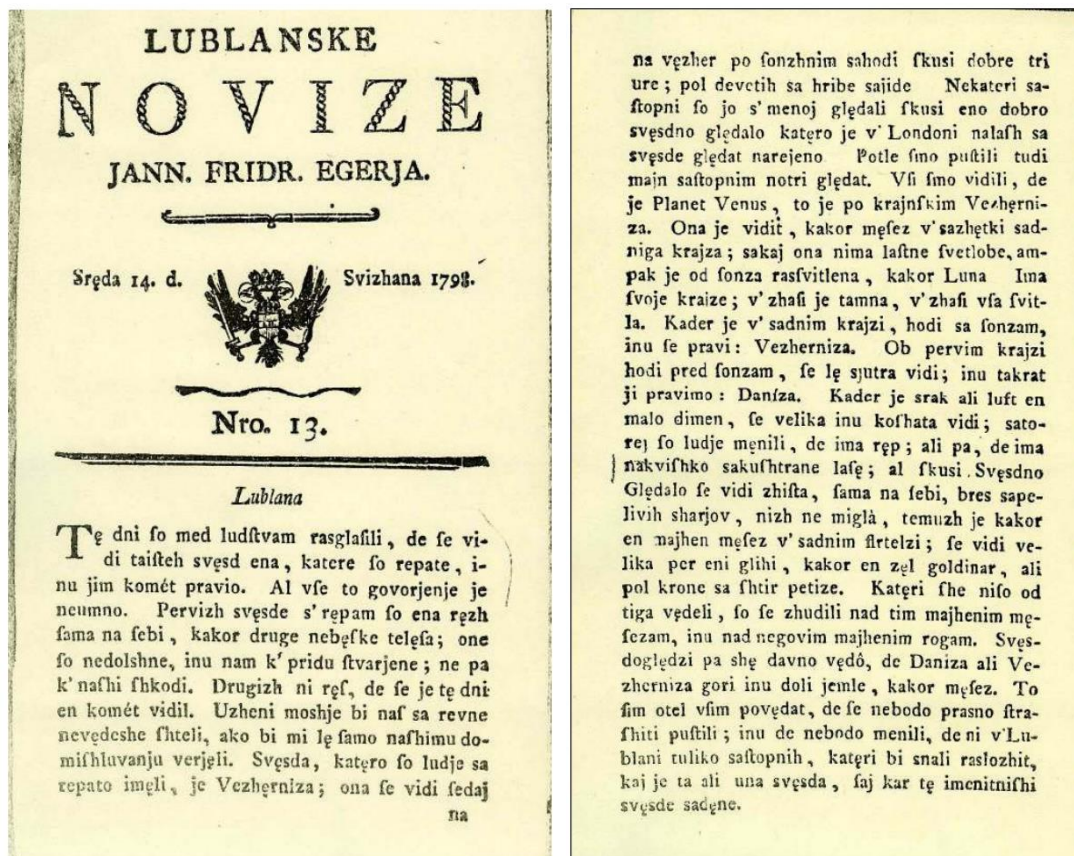 LUBLANSKE
NOVIZE
JANN. FRIDR. EGERJA.
Sręda 14. d. Svizhana 1798.
Nro. 13.
Lublana
Tę dni ſo med ludſtvam rasglaſili, de ſe vi-
di taiſteh svęsd ena, katere ſo repate, i-
nu jim komét pravio. Al vſe to govorjenje je
neumno. Pervizh svęsde s' rępam ſo ena ręzh
ſama na ſebi, kakor druge nebęſke telęſa; one
ſo nedolshne, inu nam k' pridu ſtvarjene; ne pa
k' naſhi ſhkodi. Drugizh ni ręſ, de ſe je tę dni
en komét vidil. Uzheni moshje bi naſ sa revne
nevędeshe ſhteli, ako bi mi lę ſamo naſhimu do-
miſhluvanju verjęli. Svęsda, katęro ſo ludje sa
repato imęli, je Vezhęrniza; ona ſe vidi ſedaj
na
na vęzher po ſonzhnim sahodi ſkusi dobre tri
ure; pol devetih sa hribe sajide Nekateri sa-
ſtopni ſo jo s' menoj ględali ſkusi eno dobro
svęsdno ględalo katęro je v' Londoni nalaſh sa
svęsde ględat narejeno Potle ſmo puſtili tudi
majn saſtopnim notri ględat. Vſi ſmo vidili, de
je Planet Venus, to je po krajnſkim Vezhęrni-
za. Ona je vidit, kakor męſez v' sazhętki sad-
niga krajza; sakaj ona nima laſtne ſvetlobe, am-
pak je od ſonza rasſvitlena, kakor Luna Ima
ſvoje kraize; v' zhaſi je tamna, v' zhaſi vſa ſvit-
la. Kader je v' sadnim krajzi, hodi sa ſonzam,
inu ſe pravi: Vezherniza. Ob pervim krajzi
hodi pred ſonzam, ſe lę sjutra vidi; inu takrat
ji pravimo: Daniza. Kader je srak ali luft en
malo dimen, ſe velika inu koſhata vidi; sato-
rej ſo ludje męnili, de ima ręp; ali pa, de ima
nakviſhko sakuſhtrane laſę; al ſkusi Svęsdno
Ględalo ſe vidi zhiſta, ſama na ſebi, bres sape-
livih sharjov, nizh ne miglà, temuzh je kakor
en majhen męſez v' sadnim ſhtelzi; ſe vidi ve-
lika per eni glihi, kakor en zęl goldinar, ali
pol krone sa ſhtir petize. Katęri ſhe niſo od
tiga vędeli, ſo ſe zhudili nad tim majhenim mę-
ſezam, inu nad negovim majhenim rogam. Svęs-
doględzi pa shę davno vędô, de Daniza ali Ve-
zherniza gori inu doli jemle, kakor męſez. To
ſim otel vſim povędat, de ſe nebodo prasno ſtra-
ſhiti puſtili; inu de nebodo menili, de ni v' Lu-
blani tuliko saſtopnih, katęri bi snali raslozhit,
kaj je ta ali una svęsda, ſaj kar tę imenitniſhi
svęsde sadęne.